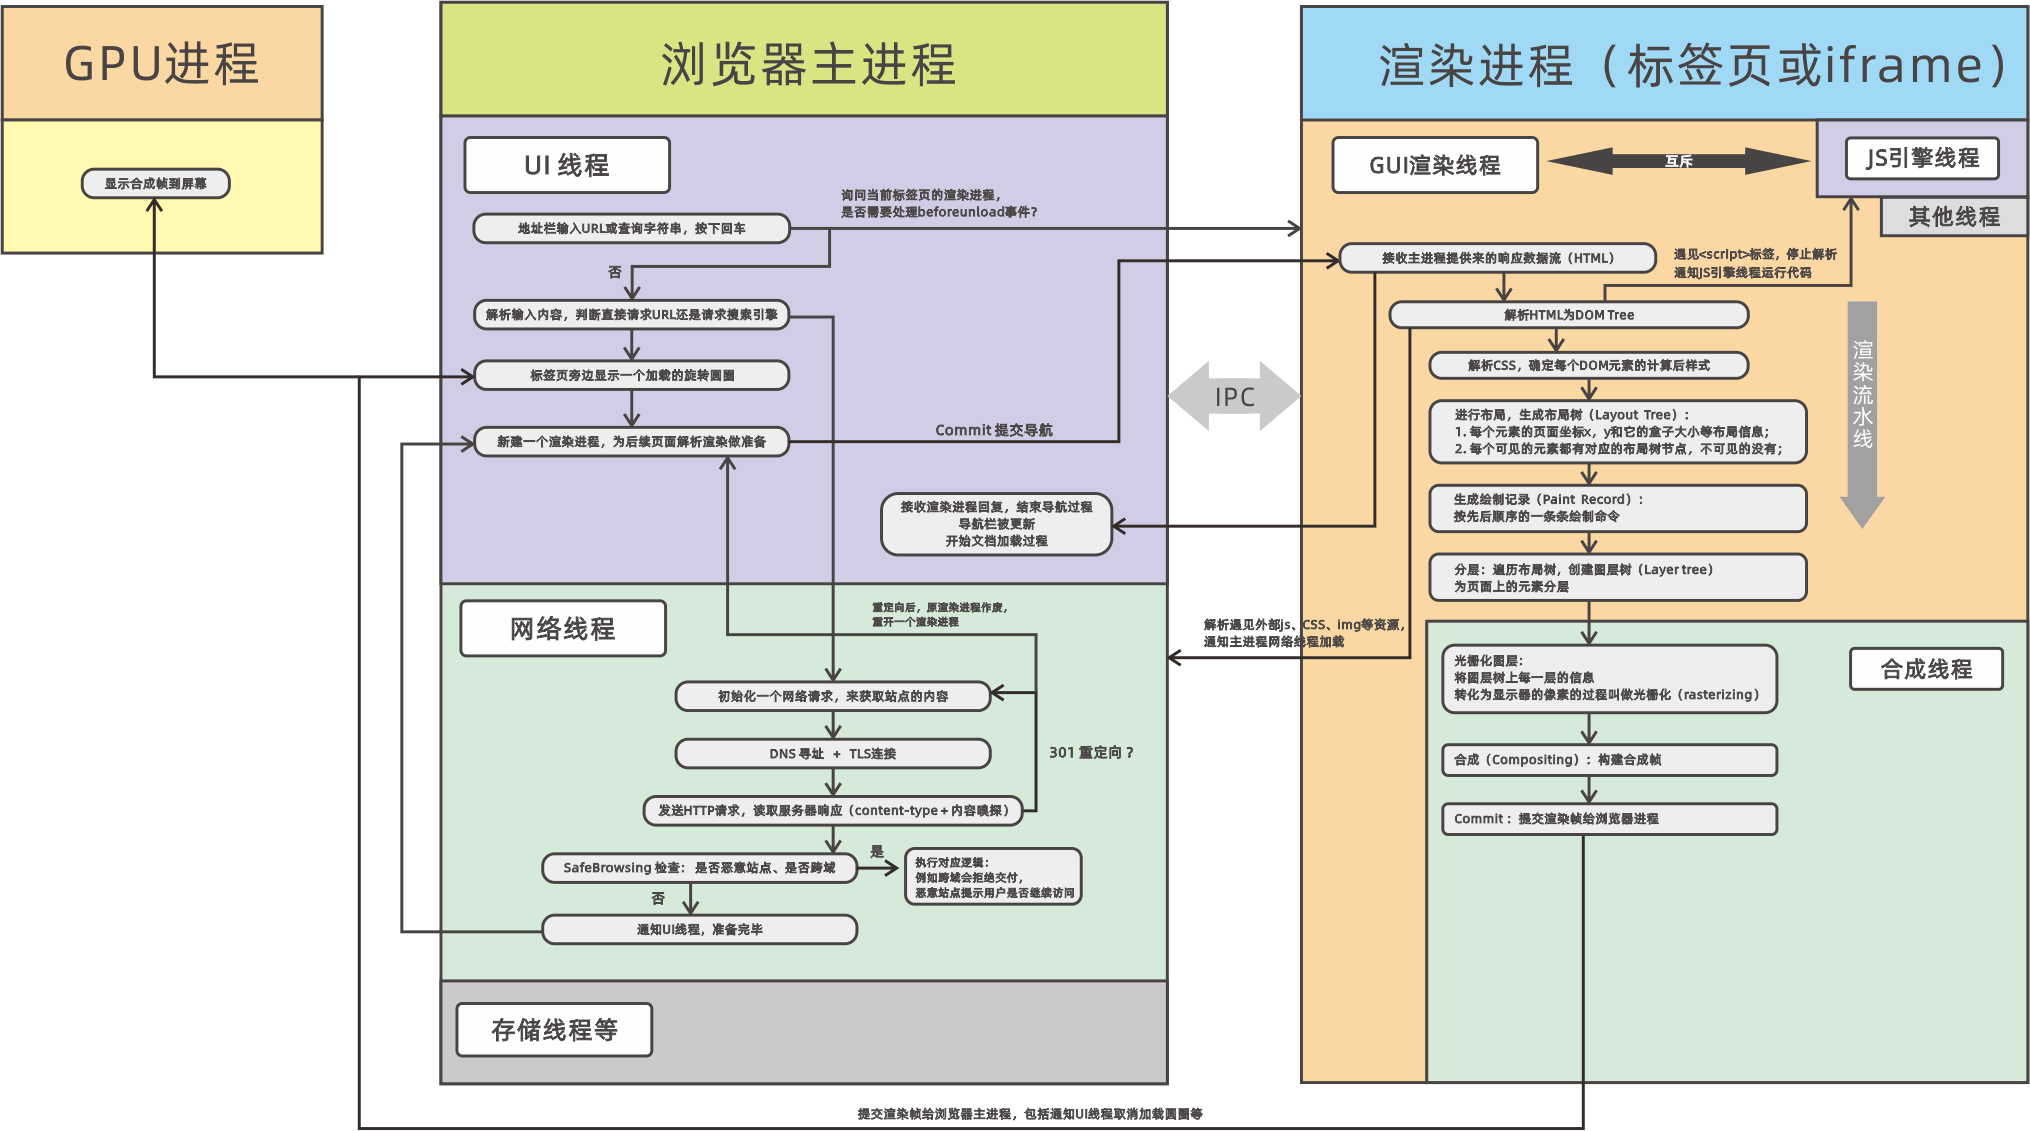 GPU进程
显示合成帧到屏幕
浏览器主进程
UI 线程
询问当前标签页的渲染进程，
是否需要处理beforeunload事件？
地址栏输入URL或查询字符串，按下回车
否
解析输入内容，判断直接请求URL还是请求搜索引擎
标签页旁边显示一个加载的旋转圆圈
新建一个渲染进程，为后续页面解析渲染做准备
Commit 提交导航
接收渲染进程回复，结束导航过程
导航栏被更新
开始文档加载过程
网络线程
重定向后，原渲染进程作废，
重开一个渲染进程
初始化一个网络请求，来获取站点的内容
DNS 寻址 + TLS连接
301 重定向 ？
发送HTTP请求，读取服务器响应（content-type + 内容嗅探）
SafeBrowsing 检查： 是否恶意站点、是否跨域
是
执行对应逻辑：
例如跨域会拒绝交付，
恶意站点提示用户是否继续访问
否
通知UI线程，准备完毕
存储线程等
IPC
渲染进程（标签页或iframe）
GUI渲染线程
互斥
JS引擎线程
其他线程
接收主进程提供来的响应数据流（HTML）
遇见<script>标签，停止解析
通知JS引擎线程运行代码
解析HTML为DOM Tree
解析CSS，确定每个DOM元素的计算后样式
进行布局，生成布局树（Layout Tree）：
1. 每个元素的页面坐标x，y和它的盒子大小等布局信息；
2. 每个可见的元素都有对应的布局树节点，不可见的没有；
生成绘制记录（Paint Record）：
按先后顺序的一条条绘制命令
分层：遍历布局树，创建图层树（Layer tree）
为页面上的元素分层
渲染流水线
解析遇见外部js、CSS、img等资源，
通知主进程网络线程加载
合成线程
光栅化图层：
将图层树上每一层的信息
转化为显示器的像素的过程叫做光栅化（rasterizing）
合成（Compositing）：构建合成帧
Commit ：提交渲染帧给浏览器进程
提交渲染帧给浏览器主进程，包括通知UI线程取消加载圆圈等